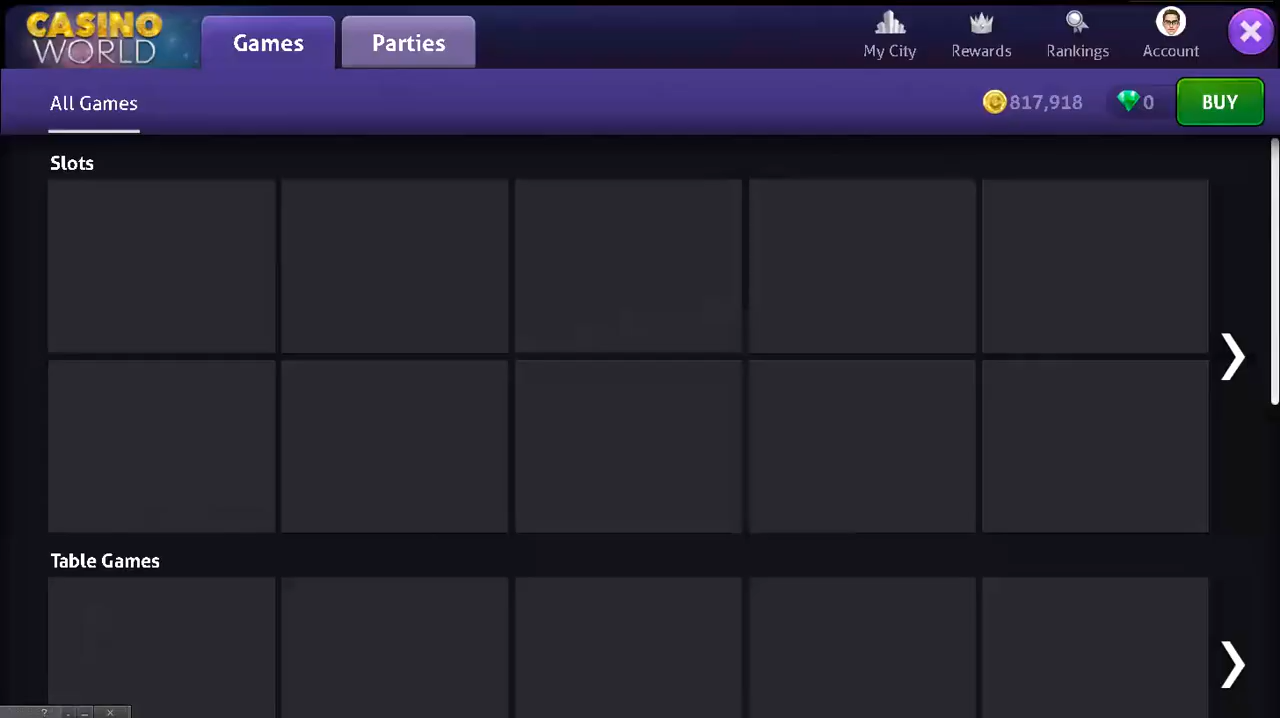 CASINO
WORLD
Games
Parties
My City
Rewards
Rankings
Account
All Games
817,918
0
BUY
Slots
Table Games
?